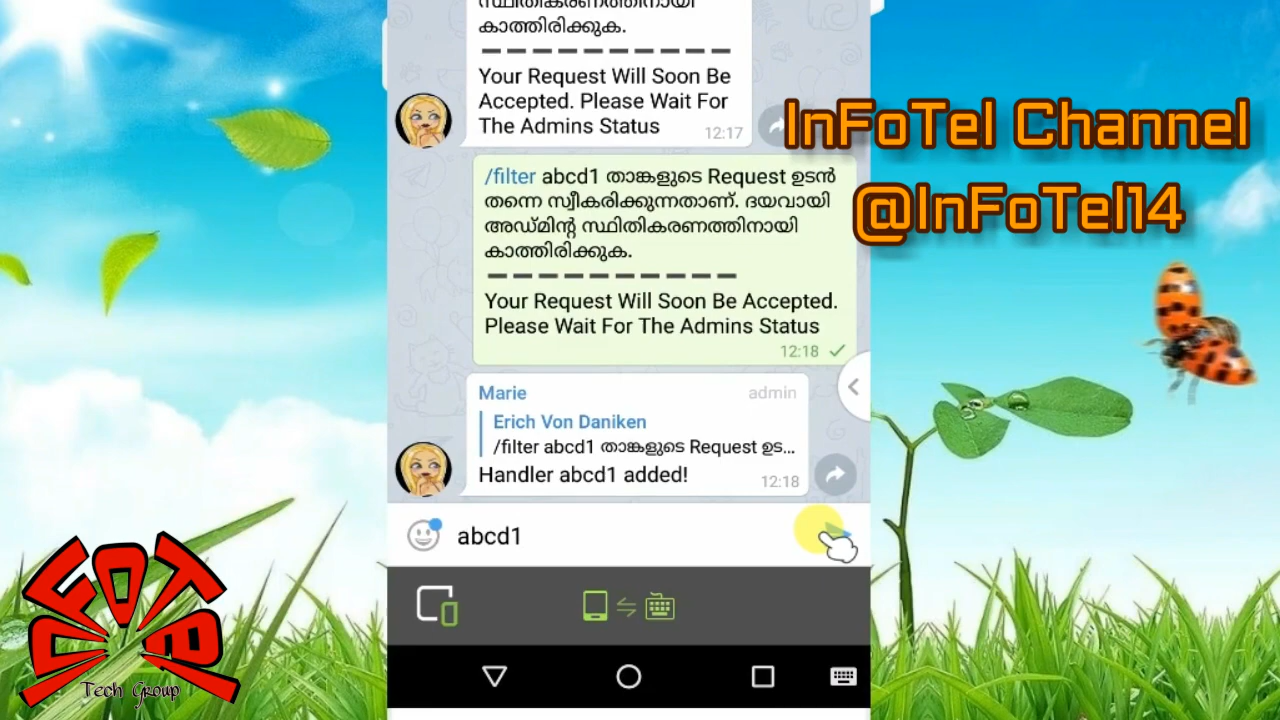 സ്ഥിതികരണത്തിനായി
കാത്തിരിക്കുക.
Your Request Will Soon Be
Accepted. Please Wait For
The Admins Status
12:17
InFoTel Channel
@InFoTel14
/filter abcd1 താങ്കളുടെ Request ഉടൻ
തന്നെ സ്വീകരിക്കുന്നതാണ്. ദയവായി
അഡ്മിന്റ സ്ഥിതികരണത്തിനായി
കാത്തിരിക്കുക.
Your Request Will Soon Be Accepted.
Please Wait For The Admins Status
12:18
Marie admin
Erich Von Daniken
/filter abcd1 താങ്കളുടെ Request ഉട...
Handler abcd1 added!
12:18
abcd1
INFOTEL
Tech Group